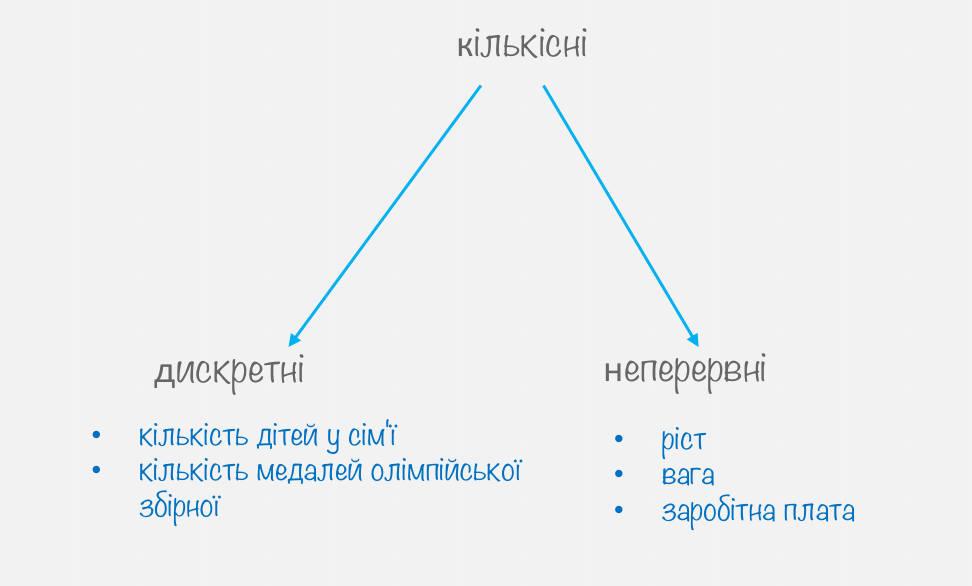 кількісні
дискретні
неперервні
• кількість дітей у сім'ї
• кількість медалей олімпійської
збірної
• ріст
• вага
• заробітна плата